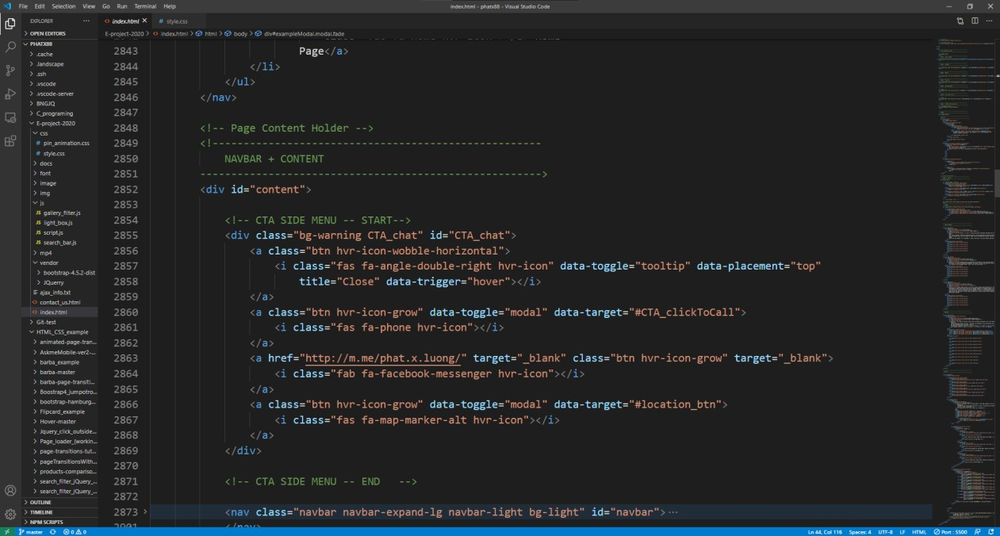 File Edit Selection View Go Run Terminal Help
index.html - phatx88 - Visual Studio Code
EXPLORER
index.html
style.css
OPEN EDITORS
E-project-2020 > index.html > html > body > div#exampleModal.modal.fade
PHATX88
.cache
.landscape
.ssh
.vscode
.vscode-server
BNGJQ
C_programing
E-project-2020
css
pin_animation.css
style.css
docs
font
image
img
js
gallery_filter.js
light_box.js
script.js
search_bar.js
mp4
vendor
bootstrap-4.5.2-dist
JQuerry
ajax_info.txt
contact_us.html
index.html
Git-test
HTML_CSS_example
animated-page-tran...
AskmeMobile-ver2-...
barba_example
barba-master
barba-page-transiti...
Boostrap4_jumpotro...
bootstrap-hamburg...
Flipcard_example
Hover-master
Jquery_click_outside...
Page_loader_(workin...
page-transitions-tut...
pageTransitionsWith...
products-compariso...
search_filter_jQuery_...
search_filter_jQuery_...
OUTLINE
TIMELINE
NPM SCRIPTS
2843 Page</a>
2844 </li>
2845 </ul>
2846 </nav>
2847
2848 <!-- Page Content Holder -->
2849 <!-----------------------------------------------------
2850 NAVBAR + CONTENT
2851 ------------------------------------------------------->
2852 <div id="content">
2853
2854 <!-- CTA SIDE MENU -- START-->
2855 <div class="bg-warning CTA_chat" id="CTA_chat">
2856 <a class="btn hvr-icon-wobble-horizontal">
2857 <i class="fas fa-angle-double-right hvr-icon" data-toggle="tooltip" data-placement="top"
2858 title="Close" data-trigger="hover"></i>
2859 </a>
2860 <a class="btn hvr-icon-grow" data-toggle="modal" data-target="#CTA_clickToCall">
2861 <i class="fas fa-phone hvr-icon"></i>
2862 </a>
2863 <a href="http://m.me/phat.x.luong/" target="_blank" class="btn hvr-icon-grow" target="_blank">
2864 <i class="fab fa-facebook-messenger hvr-icon"></i>
2865 </a>
2866 <a class="btn hvr-icon-grow" data-toggle="modal" data-target="#location_btn">
2867 <i class="fas fa-map-marker-alt hvr-icon"></i>
2868 </a>
2869 </div>
2870
2871 <!-- CTA SIDE MENU -- END -->
2872
2873 <nav class="navbar navbar-expand-lg navbar-light bg-light" id="navbar">...
2901 </nav>
master 0 0 Ln 44, Col 116 Spaces: 4 UTF-8 LF HTML Port : 5500